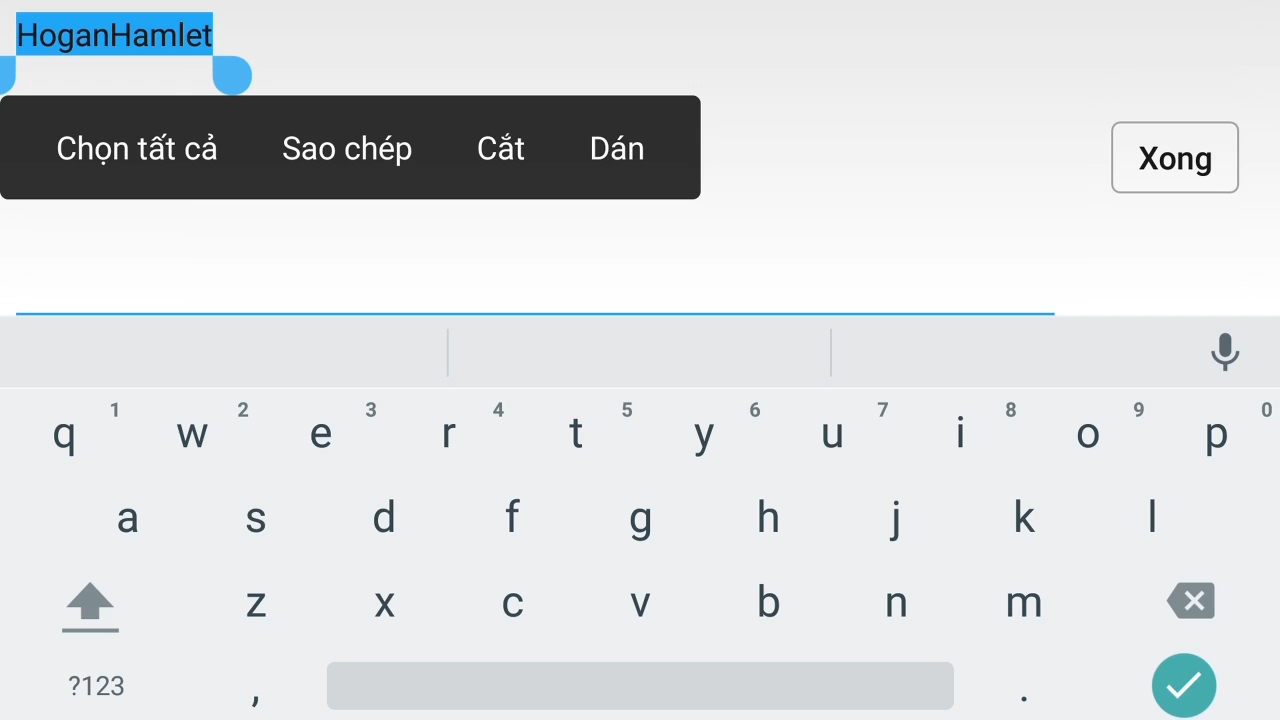 HoganHamlet
Chọn tất cả Sao chép Cắt Dán
Xong
1 2 3 4 5 6 7 8 9 0
q w e r t y u i o p
a s d f g h j k l
z x c v b n m
?123 , .